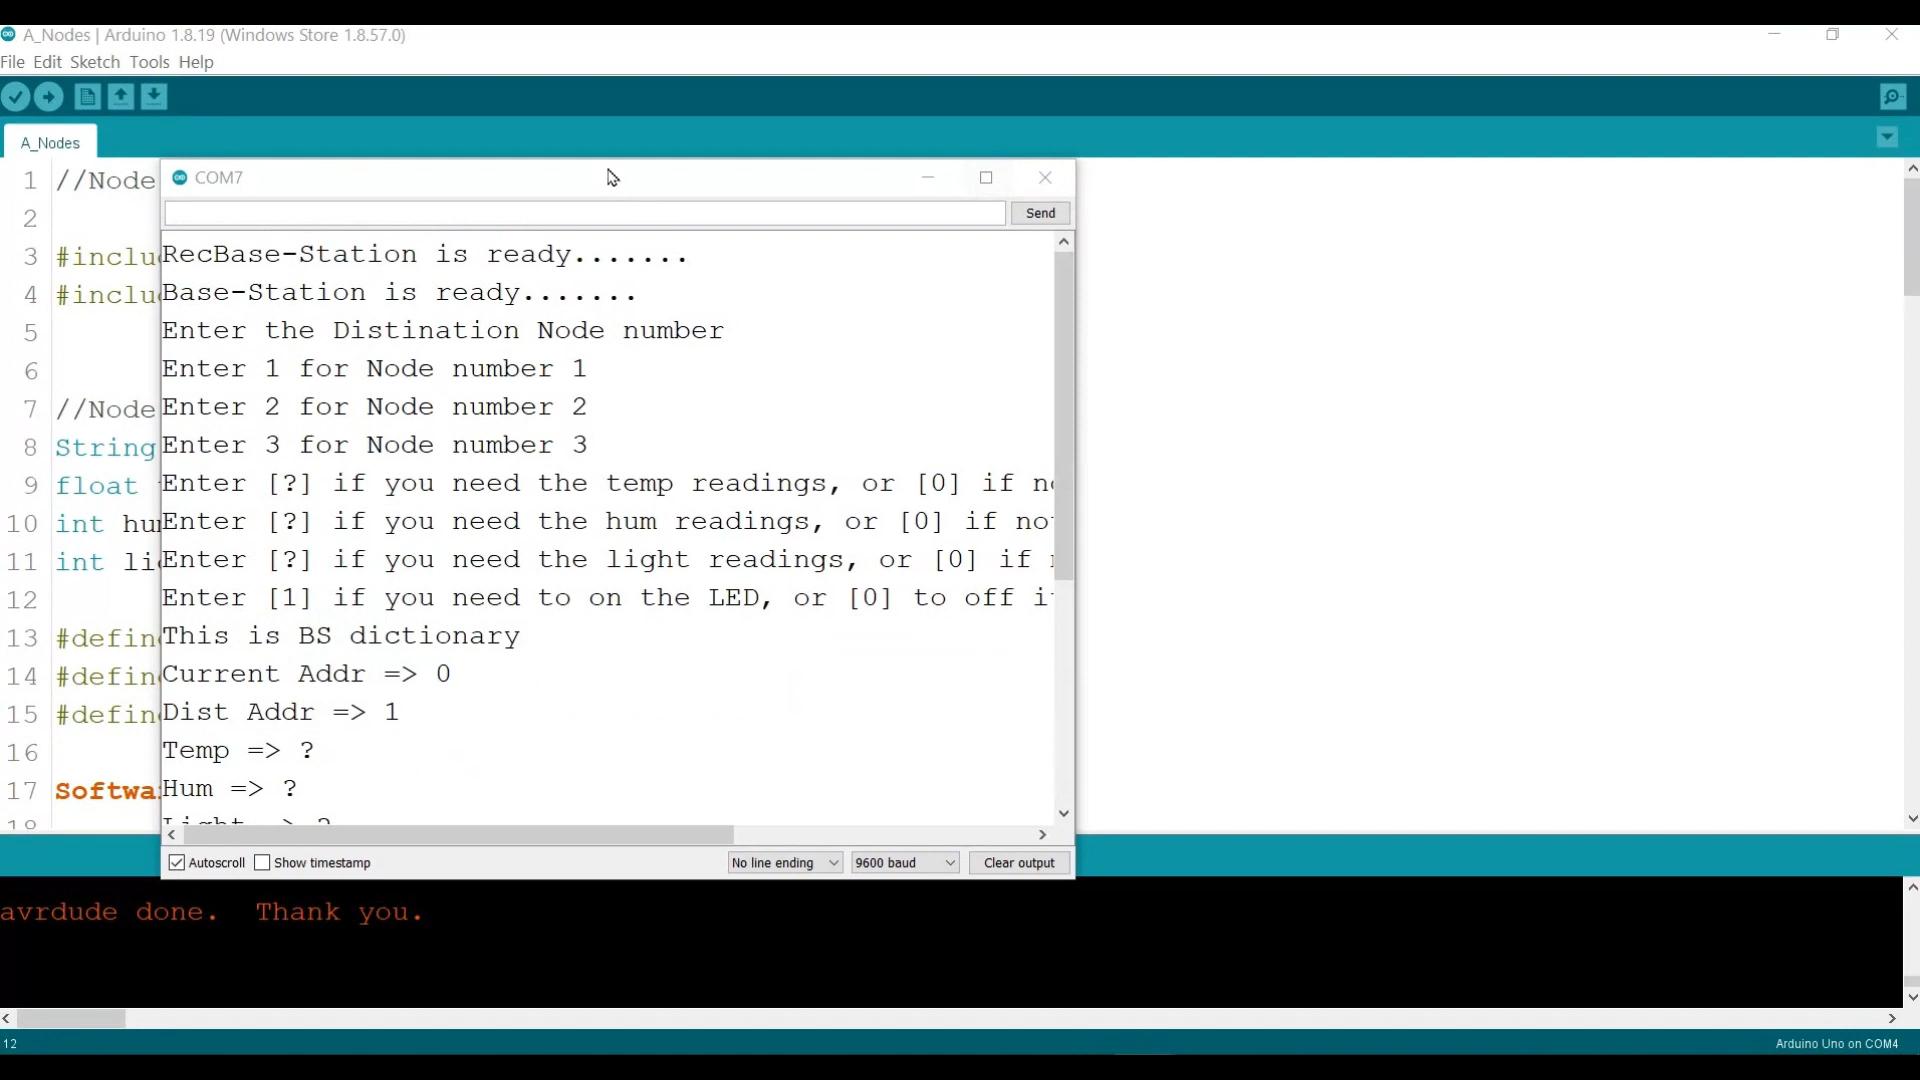 A_Nodes | Arduino 1.8.19 (Windows Store 1.8.57.0)
File Edit Sketch Tools Help
A_Nodes
COM7
Send
1 //Node
2
3 #inclu
4 #inclu
5
6
7 //Node
8 String
9 float
10 int hum
11 int li
12
13 #define
14 #define
15 #define
16
17 Softwa
18
RecBase-Station is ready.......
Base-Station is ready.......
Enter the Distination Node number
Enter 1 for Node number 1
Enter 2 for Node number 2
Enter 3 for Node number 3
Enter [?] if you need the temp readings, or [0] if no
Enter [?] if you need the hum readings, or [0] if no
Enter [?] if you need the light readings, or [0] if
Enter [1] if you need to on the LED, or [0] to off i
This is BS dictionary
Current Addr => 0
Dist Addr => 1
Temp => ?
Hum => ?
Light => ?
Autoscroll Show timestamp No line ending 9600 baud Clear output
avrdude done. Thank you.
12 Arduino Uno on COM4